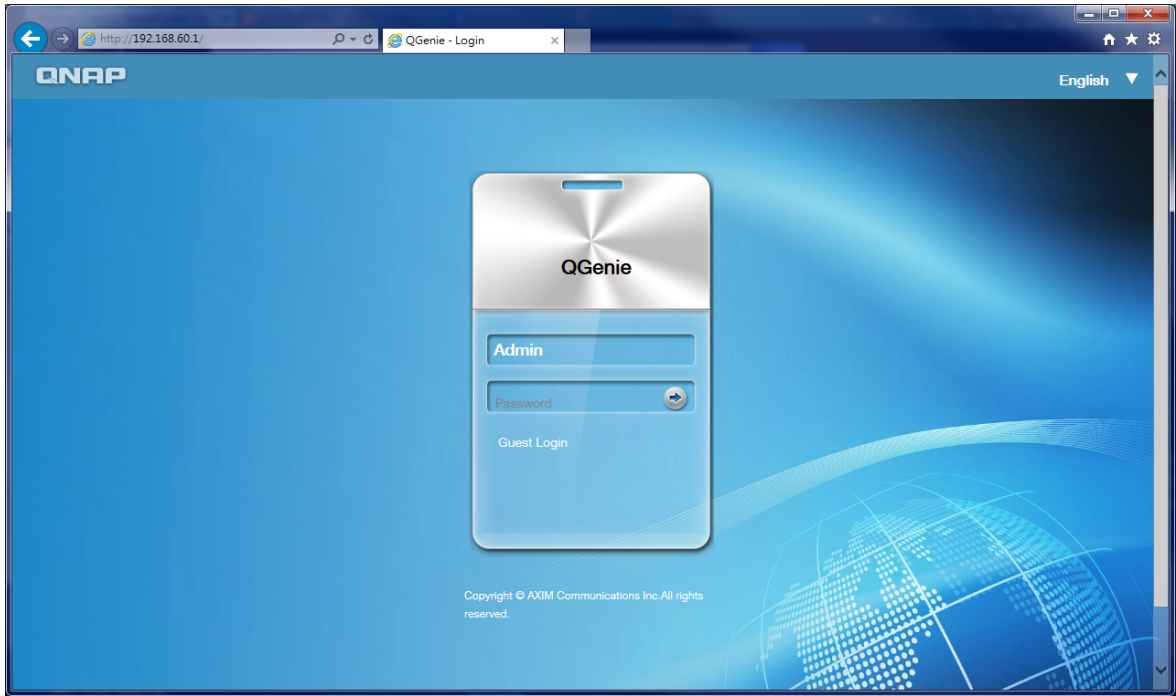 http://192.168.60.1/
QGenie - Login
QNAP
English
QGenie
Admin
Password
Guest Login
Copyright © AXIM Communications Inc.All rights
reserved.